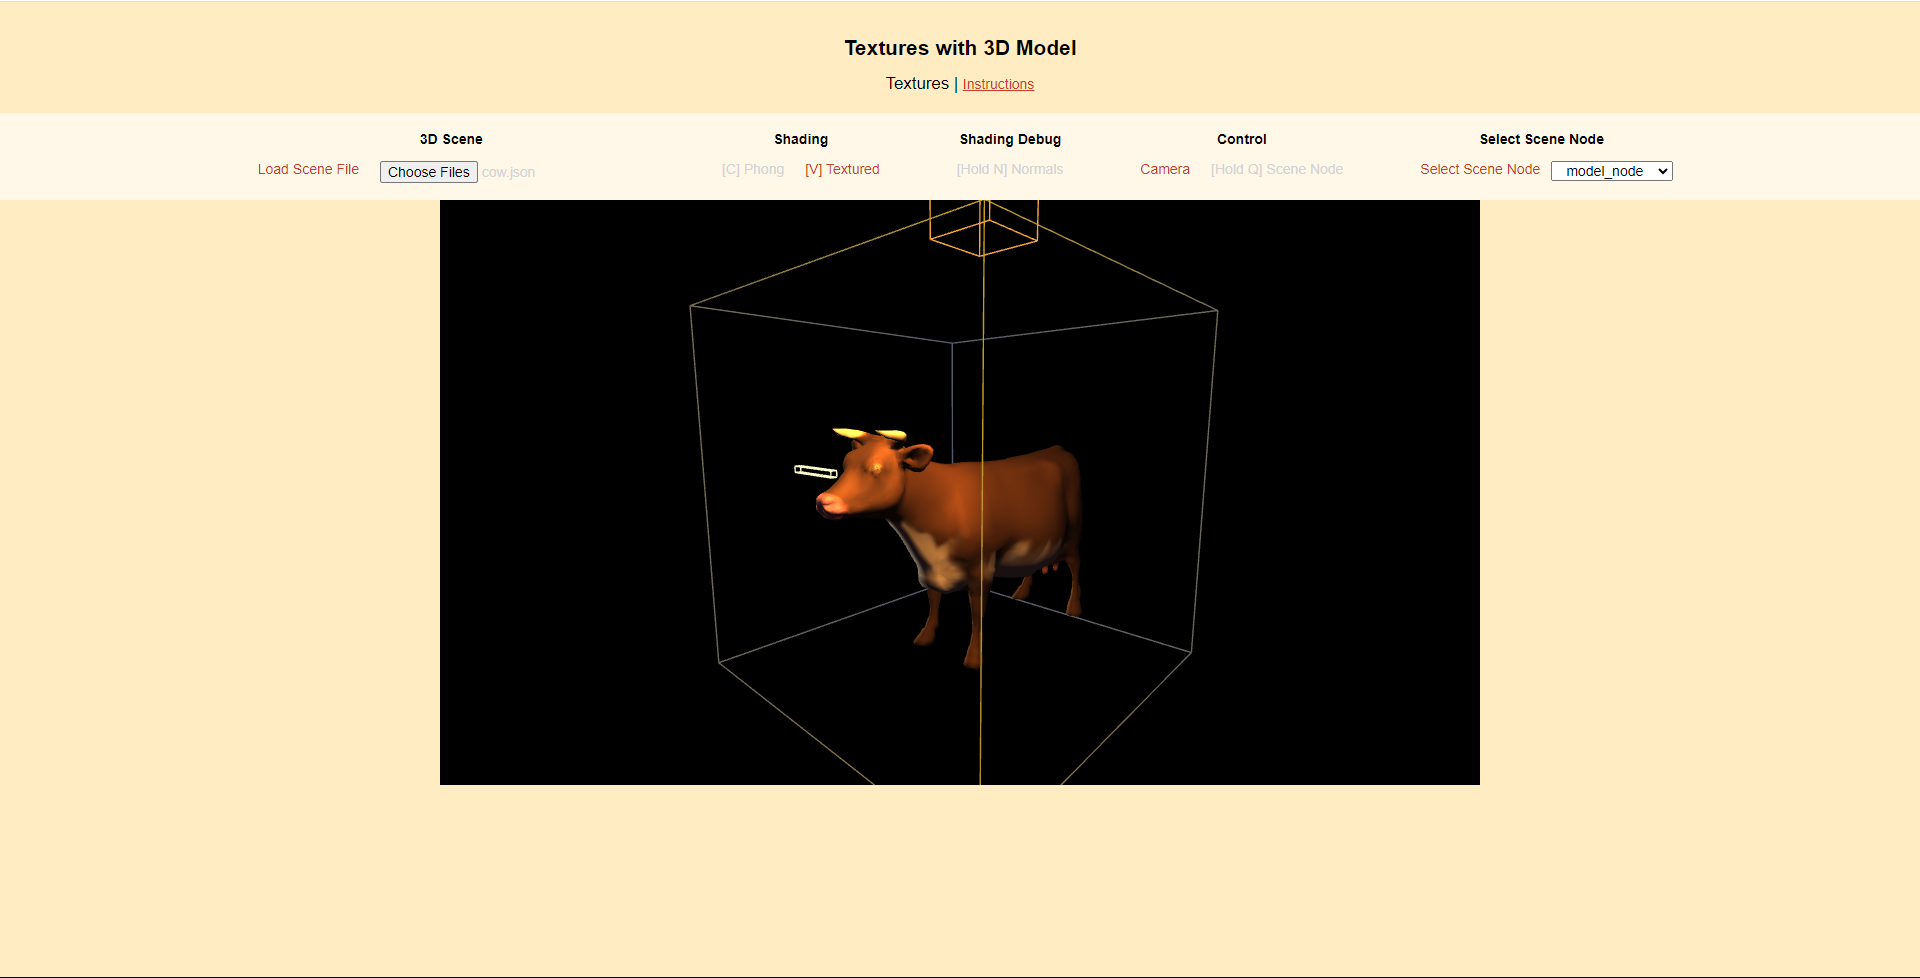 Textures with 3D Model
Textures | Instructions
3D Scene Shading Shading Debug Control Select Scene Node
Load Scene File Choose Files cow.json [C] Phong [V] Textured [Hold N] Normals Camera [Hold Q] Scene Node Select Scene Node model_node